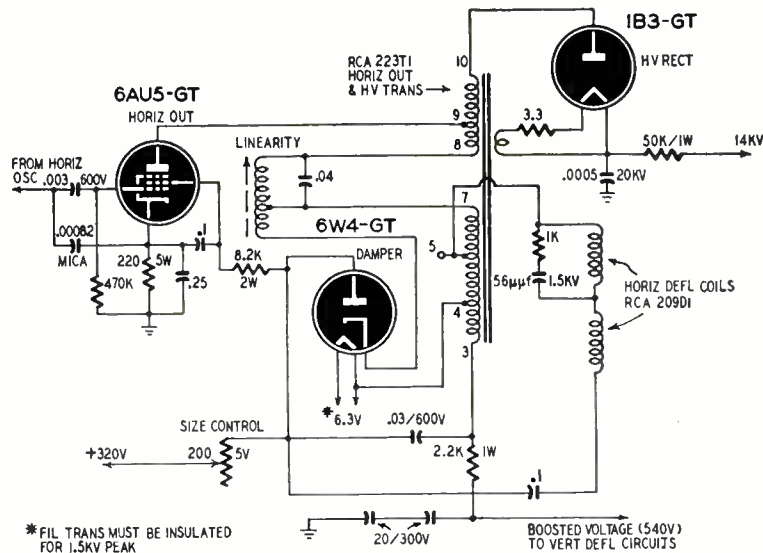 1B3-GT
HV RECT
10
RCA 223T1
HORIZ OUT
& HV TRANS
6AU5-GT
HORIZ OUT
9
3.3
LINEARITY
8
50K/1W
14KV
FROM HORIZ
OSC
.003
600V
.04
.0005
20KV
7
6W4-GT
DAMPER
.00082
MICA
.1
5
1K
220
5W
8.2K
2W
470K
.25
56µµf
1.5KV
HORIZ DEFL COILS
RCA 209D1
4
3
*
6.3V
.03/600V
SIZE CONTROL
+320V
200
5V
2.2K
1W
.1
20/300V
*FIL TRANS MUST BE INSULATED
FOR 1.5KV PEAK
BOOSTED VOLTAGE (540V)
TO VERT DEFL CIRCUITS